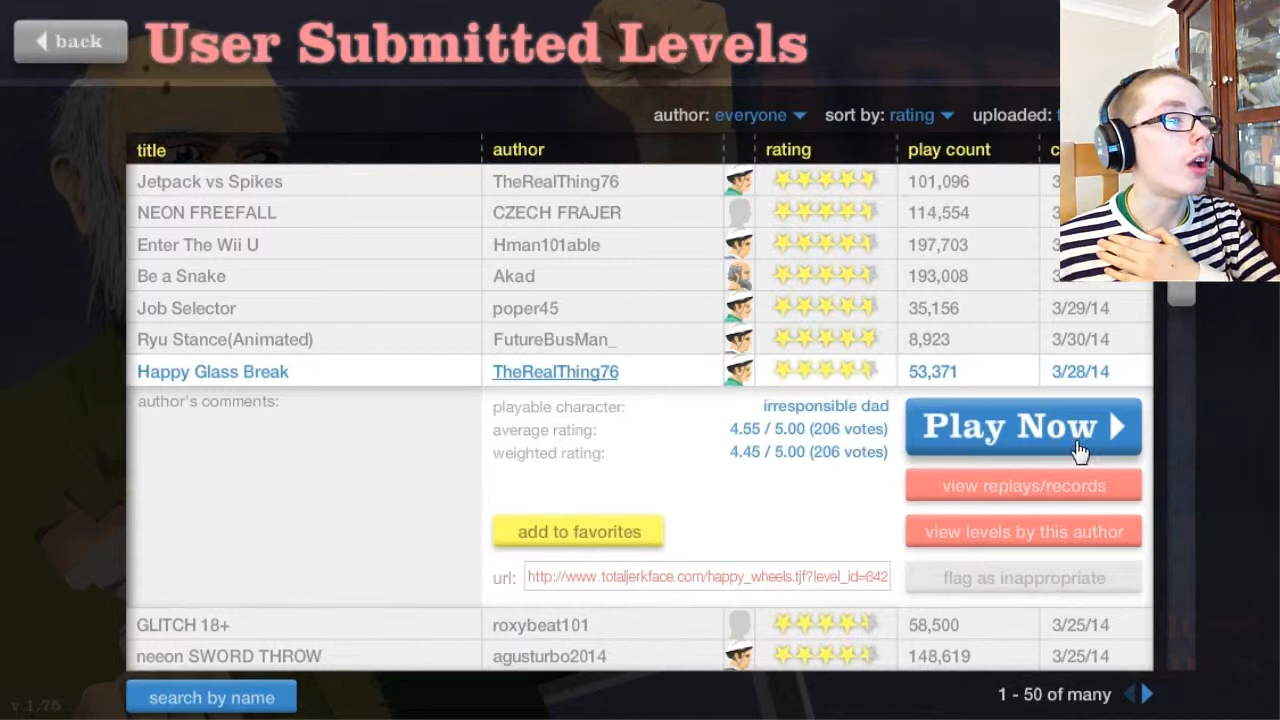 back
User Submitted Levels
author: everyone sort by: rating uploaded:
title author rating play count
Jetpack vs Spikes TheRealThing76 101,096
NEON FREEFALL CZECH FRAJER 114,554
Enter The Wii U Hman101able 197,703
Be a Snake Akad 193,008
Job Selector poper45 35,156 3/29/14
Ryu Stance(Animated) FutureBusMan_ 8,923 3/30/14
Happy Glass Break TheRealThing76 53,371 3/28/14
author's comments:
playable character: irresponsible dad
average rating: 4.55 / 5.00 (206 votes)
weighted rating: 4.45 / 5.00 (206 votes)
Play Now
view replays/records
add to favorites
view levels by this author
url: http://www.totaljerkface.com/happy_wheels.tjf?level_id=642
flag as inappropriate
GLITCH 18+ roxybeat101 58,500 3/25/14
neeon SWORD THROW agusturbo2014 148,619 3/25/14
v 1.75
search by name
1 - 50 of many